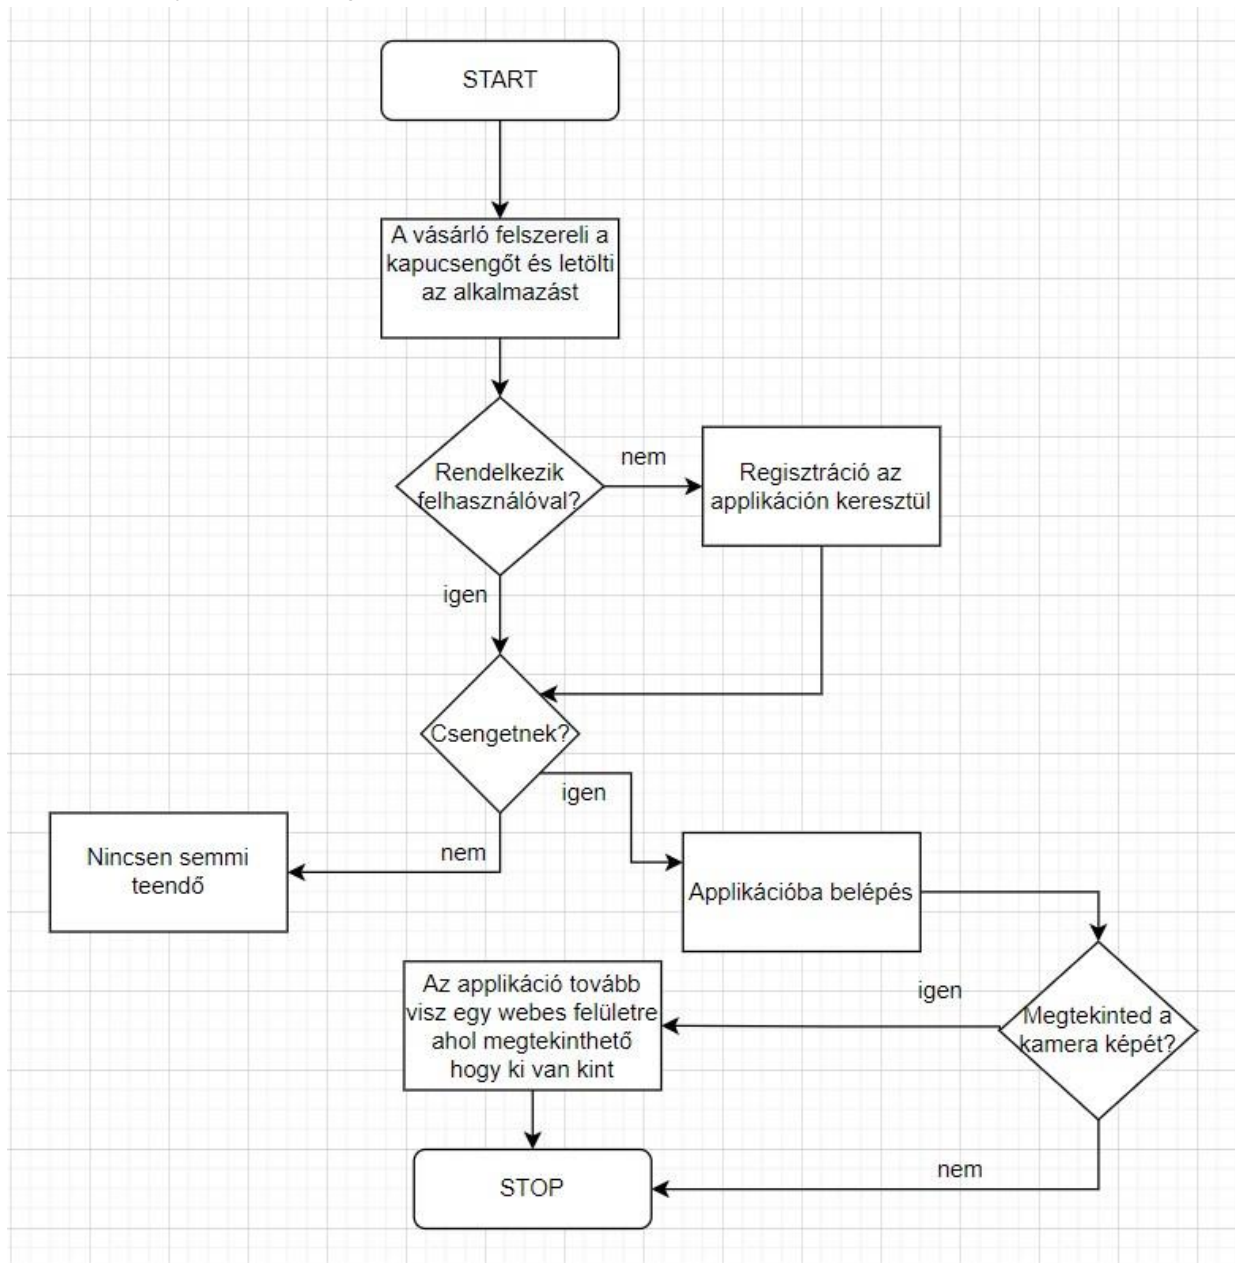 START
A vásárló felszereli a
kapucsengőt és letölti
az alkalmazást
Rendelkezik
felhasználóval?
nem
Regisztráció az
applikáción keresztül
igen
Csengetnek?
igen
nem
Nincsen semmi
teendő
Applikációba belépés
Az applikáció tovább
visz egy webes felületre
ahol megtekinthető
hogy ki van kint
igen
Megtekinted a
kamera képét?
nem
STOP